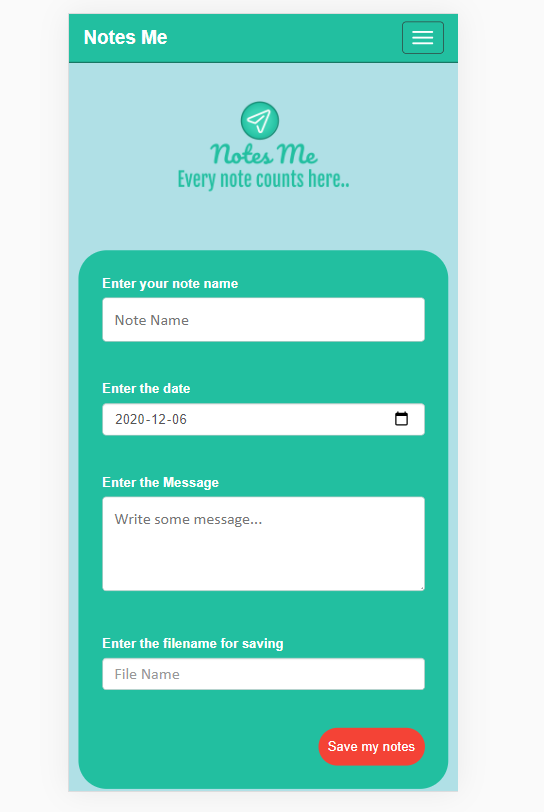 Notes Me
Notes Me
Every note counts here..
Enter your note name
Note Name
Enter the date
2020-12-06
Enter the Message
Write some message...
Enter the filename for saving
File Name
Save my notes